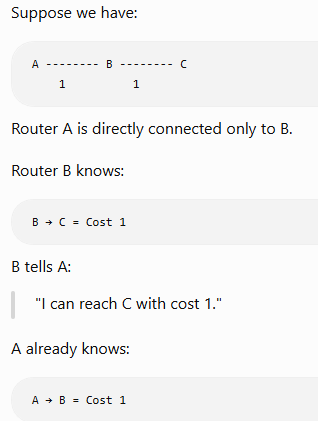 Suppose we have:
A -------- B -------- C
1 1
Router A is directly connected only to B.
Router B knows:
B → C = Cost 1
B tells A:
"I can reach C with cost 1."
A already knows:
A → B = Cost 1